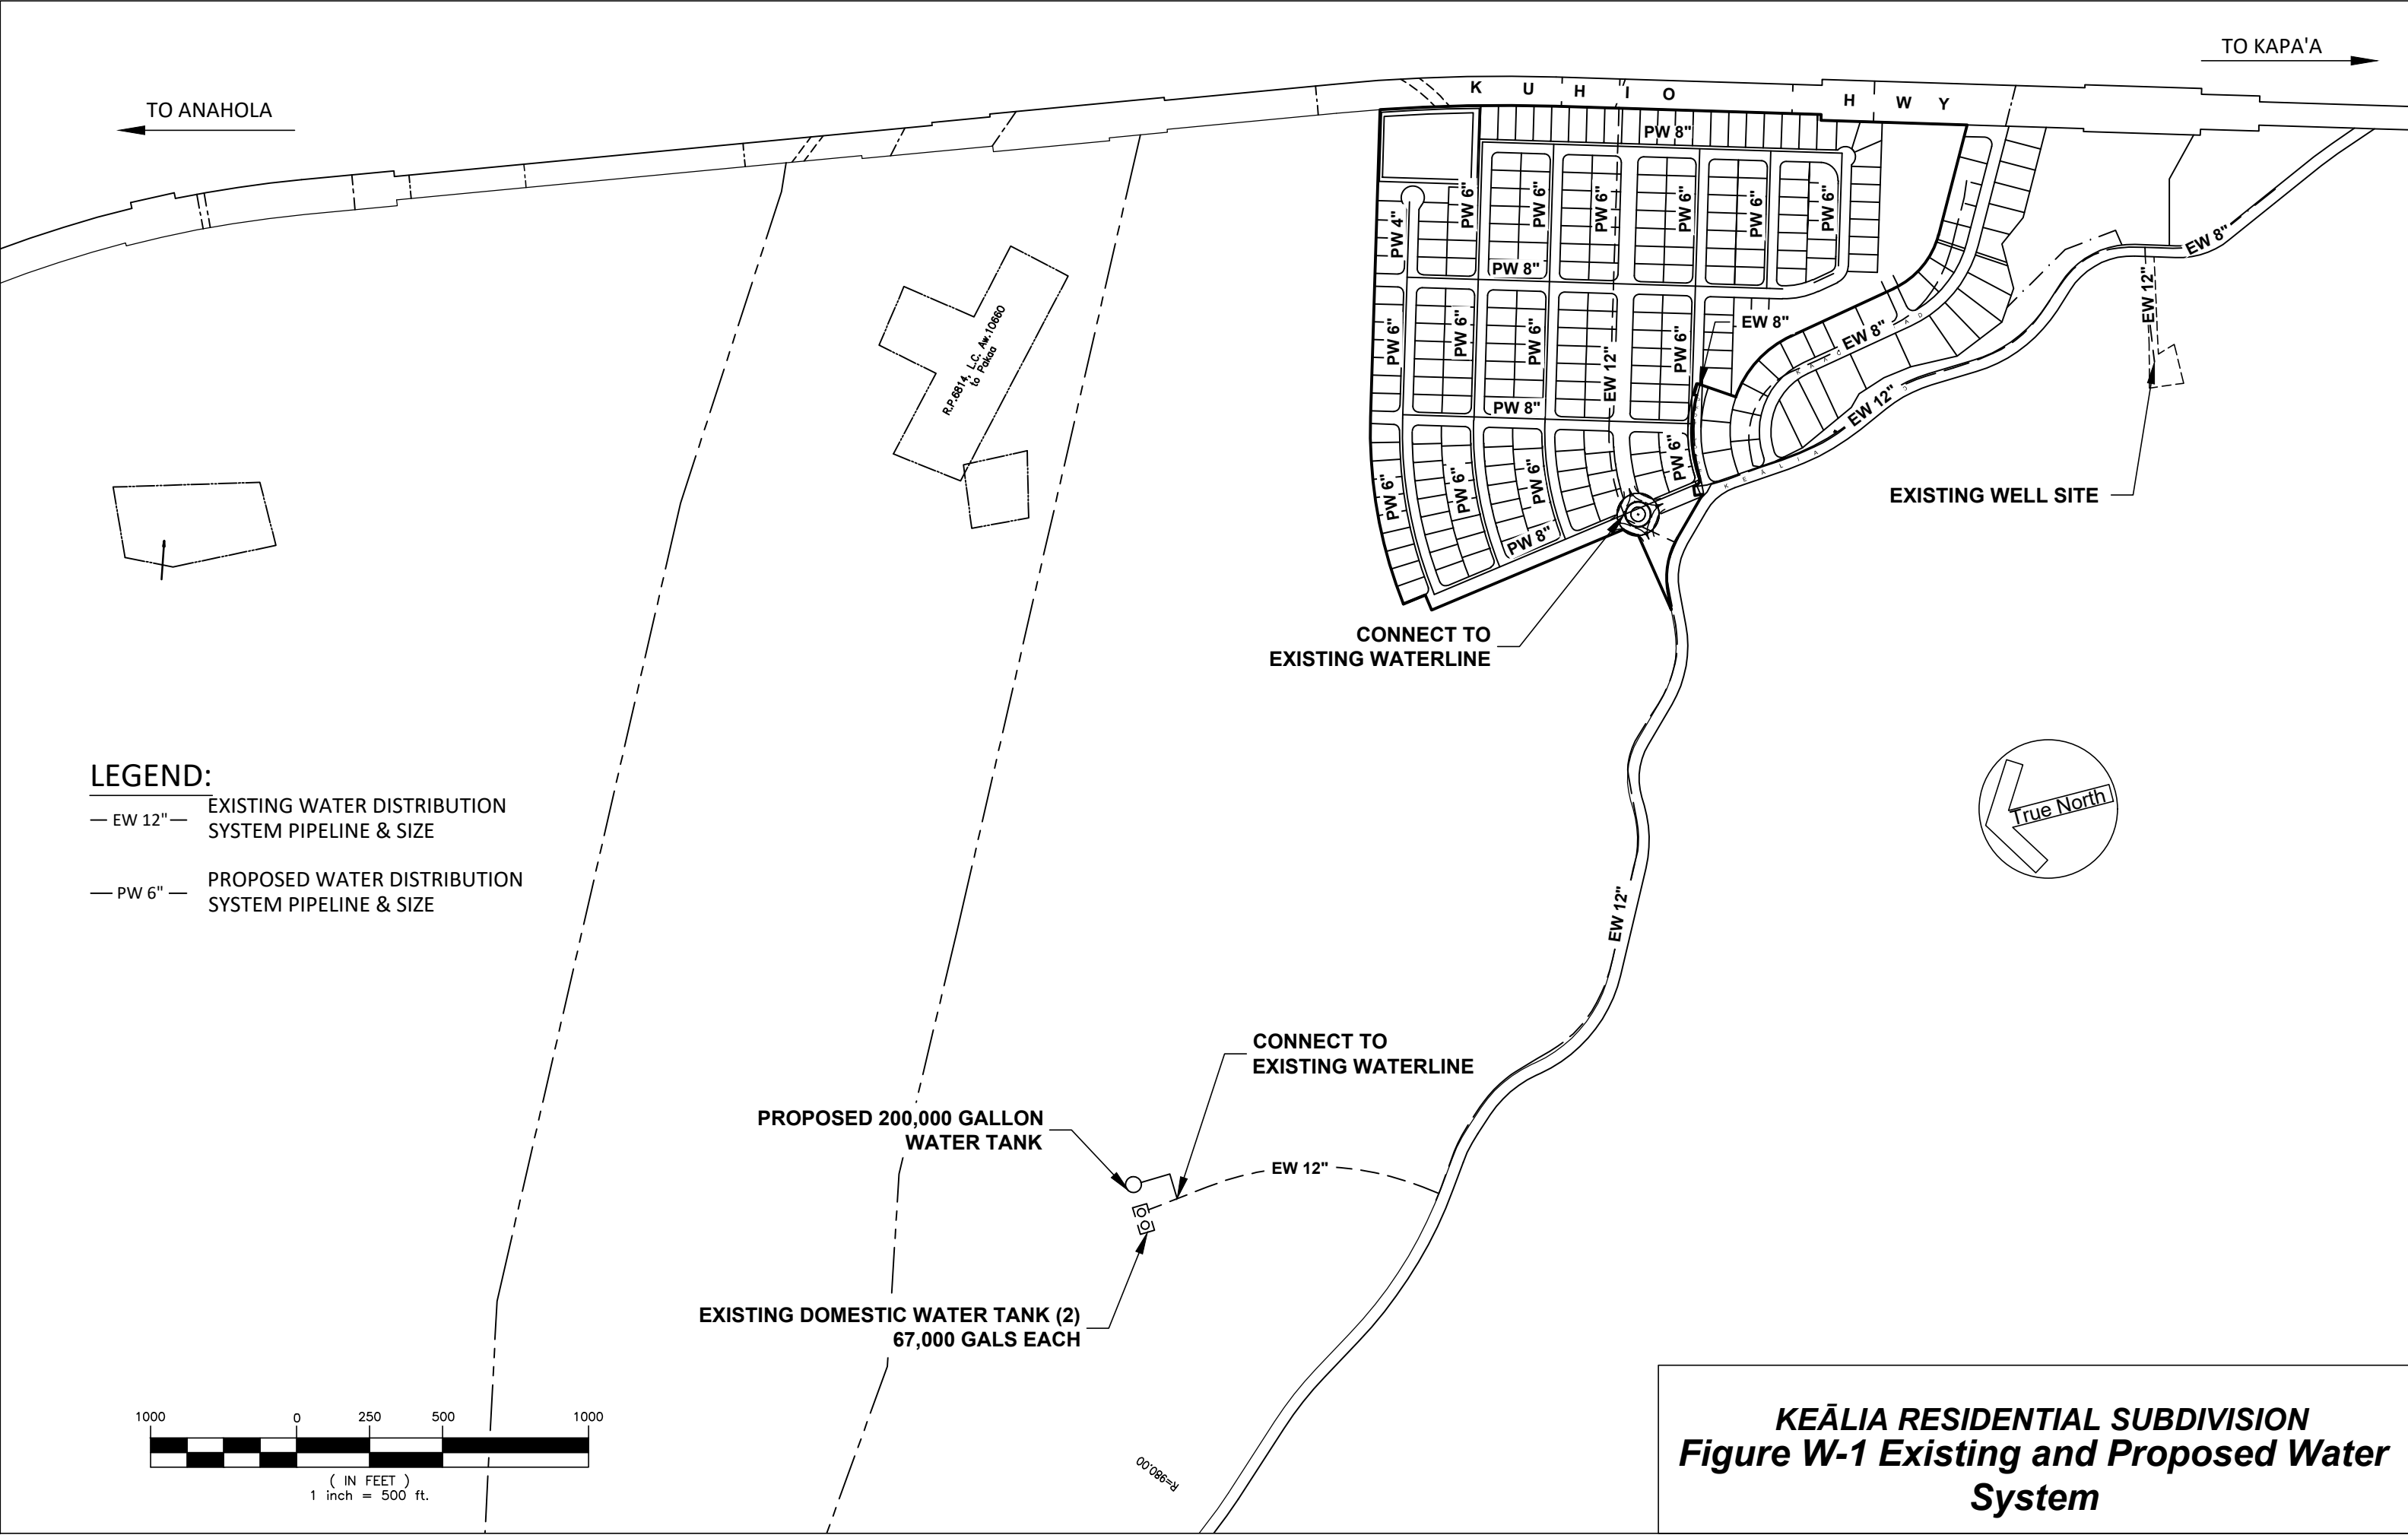 TO KAPA'A
TO ANAHOLA
K U H I O H W Y
PW 8"
PW 4"
PW 6"
PW 6"
PW 6"
PW 6"
PW 6"
PW 6"
PW 8"
EW 8"
EW 12"
EW 8"
PW 6"
PW 6"
PW 6"
EW 12"
PW 6"
EW 8"
PW 8"
EW 12"
PW 6"
PW 6"
PW 6"
PW 6"
PW 8"
KEALIA
R.P.6814, L.C. Aw.10660
to Pakaa
EXISTING WELL SITE
CONNECT TO
EXISTING WATERLINE
LEGEND:
EW 12"
EXISTING WATER DISTRIBUTION
SYSTEM PIPELINE & SIZE
PW 6"
PROPOSED WATER DISTRIBUTION
SYSTEM PIPELINE & SIZE
True North
EW 12"
CONNECT TO
EXISTING WATERLINE
PROPOSED 200,000 GALLON
WATER TANK
EW 12"
EXISTING DOMESTIC WATER TANK (2)
67,000 GALS EACH
1000 0 250 500 1000
( IN FEET )
1 inch = 500 ft.
R=980.00
KEĀLIA RESIDENTIAL SUBDIVISION
Figure W-1 Existing and Proposed Water
System